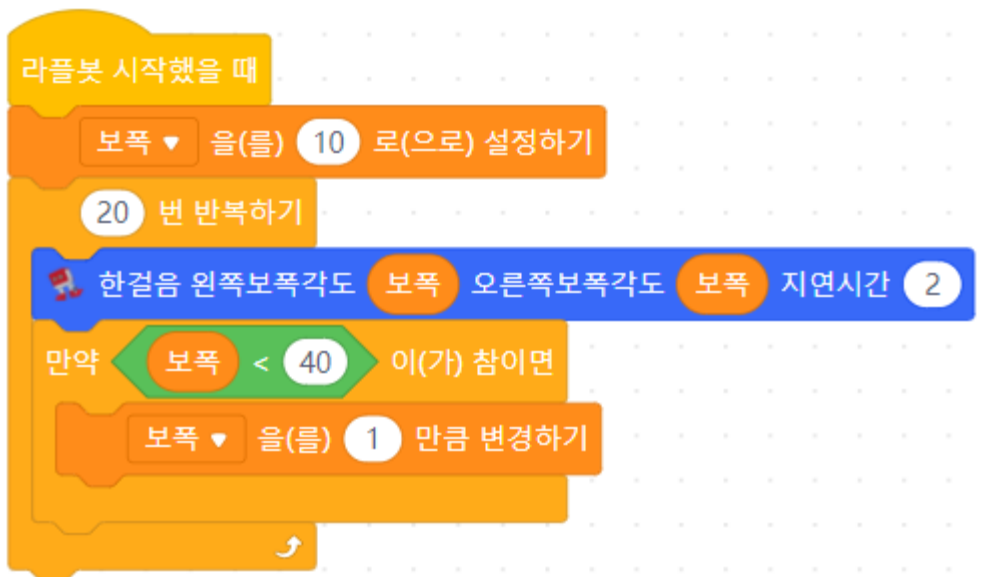 라플봇 시작했을 때
보폭 을(를) 10 로(으로) 설정하기
20 번 반복하기
한걸음 왼쪽보폭각도 보폭 오른쪽보폭각도 보폭 지연시간 2
만약 보폭 < 40 이(가) 참이면
보폭 을(를) 1 만큼 변경하기